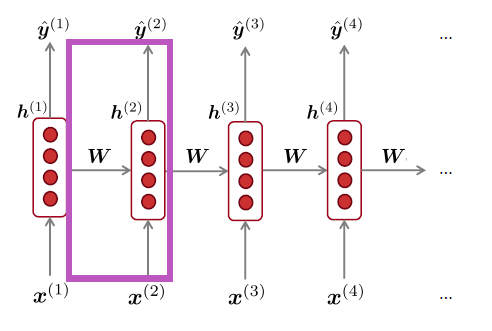 ŷ⁽¹⁾ ŷ⁽²⁾ ŷ⁽³⁾ ŷ⁽⁴⁾ ...
h⁽¹⁾ h⁽²⁾ h⁽³⁾ h⁽⁴⁾
W W W W ...
x⁽¹⁾ x⁽²⁾ x⁽³⁾ x⁽⁴⁾ ...